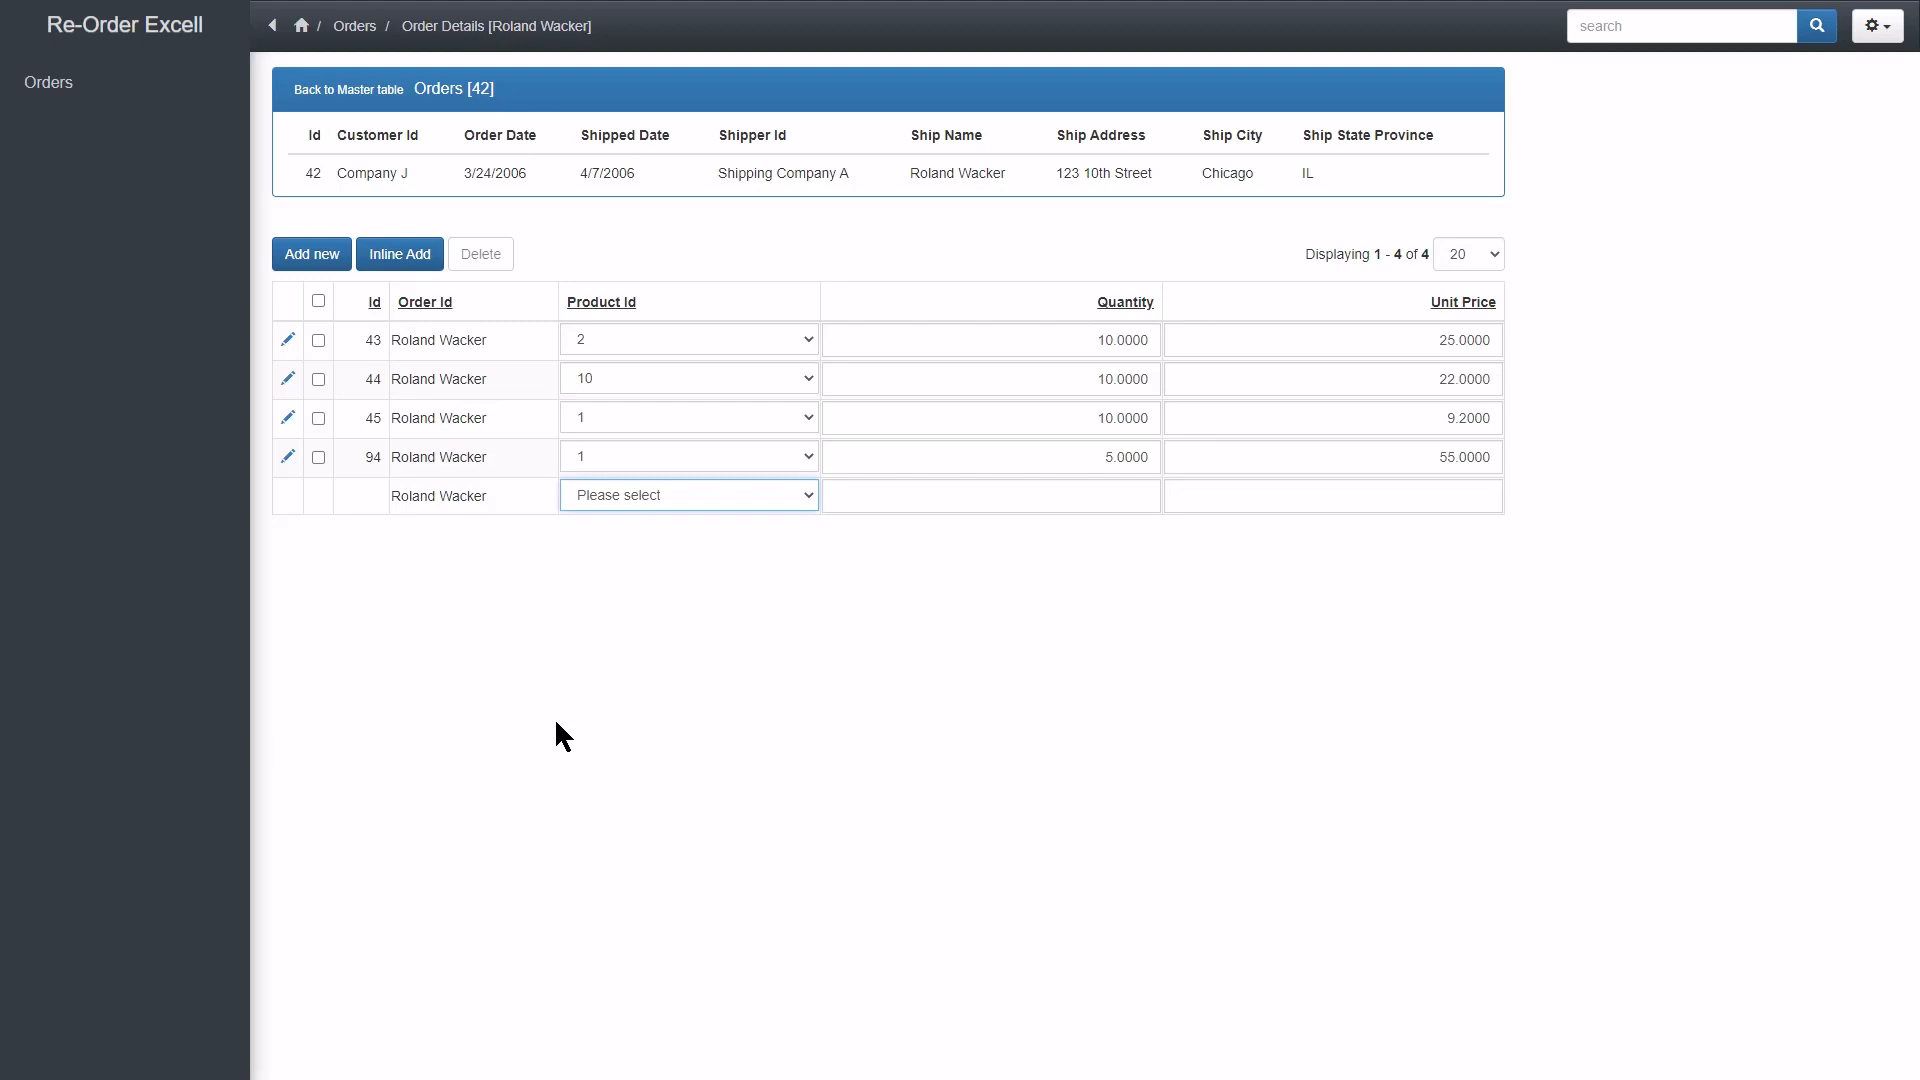 Re-Order Excell
/ Orders / Order Details [Roland Wacker]
search
Orders
Back to Master table Orders [42]
Id Customer Id Order Date Shipped Date Shipper Id Ship Name Ship Address Ship City Ship State Province
42 Company J 3/24/2006 4/7/2006 Shipping Company A Roland Wacker 123 10th Street Chicago IL
Add new Inline Add Delete Displaying 1 - 4 of 4 20
Id Order Id Product Id Quantity Unit Price
43 Roland Wacker 2 10.0000 25.0000
44 Roland Wacker 10 10.0000 22.0000
45 Roland Wacker 1 10.0000 9.2000
94 Roland Wacker 1 5.0000 55.0000
Roland Wacker Please select